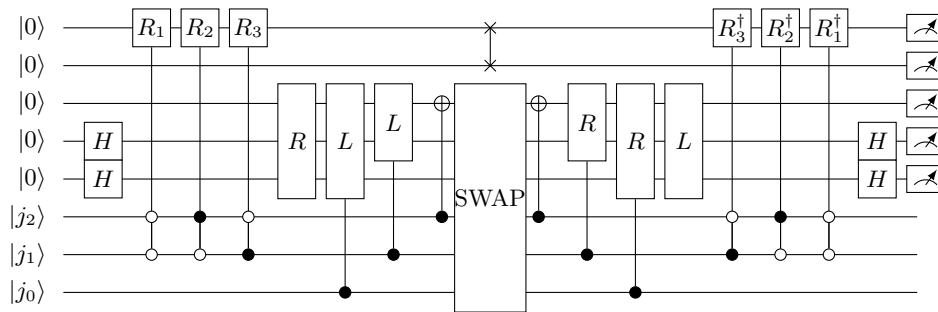 |0⟩ R₁ R₂ R₃ R₃† R₂† R₁†
|0⟩
|0⟩ L R
|0⟩ H R L SWAP R L H
|0⟩ H H
|j₂⟩
|j₁⟩
|j₀⟩